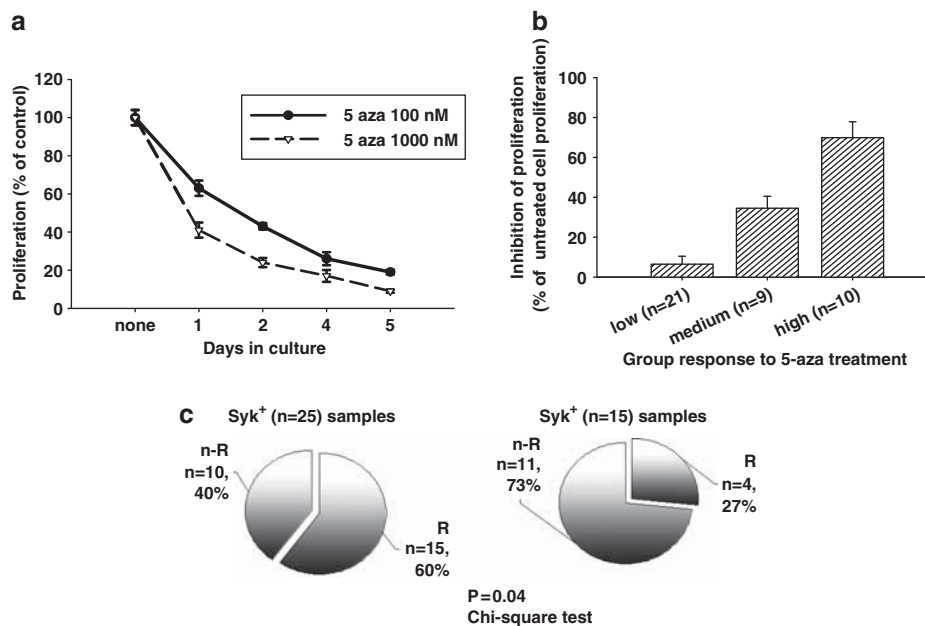 a
Proliferation (% of control)
120
100
80
60
40
20
0
5 aza 100 nM
5 aza 1000 nM
none 1 2 4 5
Days in culture
b
Inhibition of proliferation
(% of untreated cell proliferation)
100
80
60
40
20
0
low (n=21)
medium (n=9)
high (n=10)
Group response to 5-aza treatment
c
Syk⁺ (n=25) samples
n-R
n=10,
40%
R
n=15,
60%
Syk⁺ (n=15) samples
n-R
n=11,
73%
R
n=4,
27%
P=0.04
Chi-square test